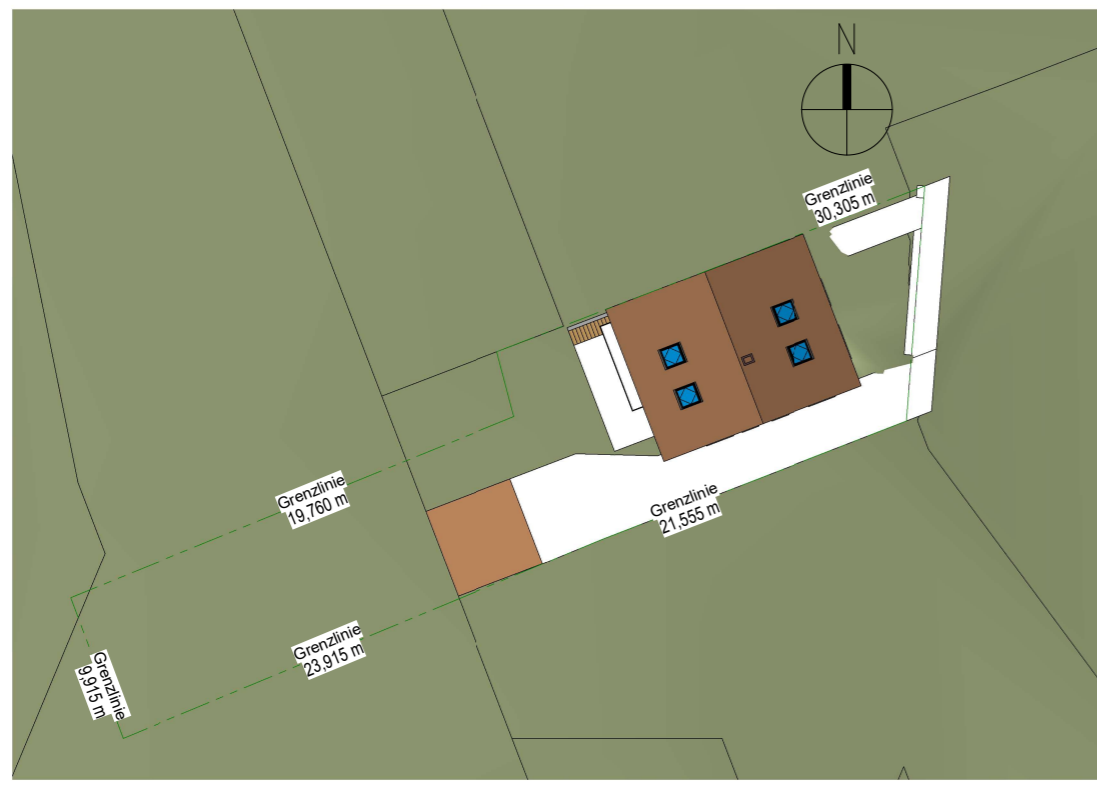 N
Grenzlinie
30,305 m
Grenzlinie
19,760 m
Grenzlinie
21,555 m
Grenzlinie
23,915 m
Grenzlinie
9,915 m